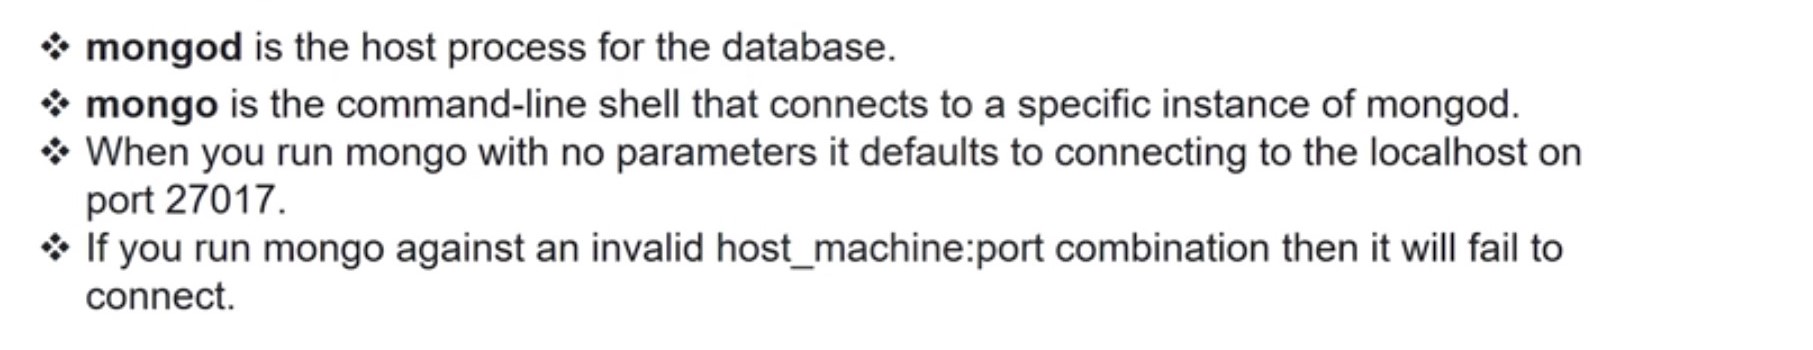 ❖ mongod is the host process for the database.
❖ mongo is the command-line shell that connects to a specific instance of mongod.
❖ When you run mongo with no parameters it defaults to connecting to the localhost on
port 27017.
❖ If you run mongo against an invalid host_machine:port combination then it will fail to
connect.